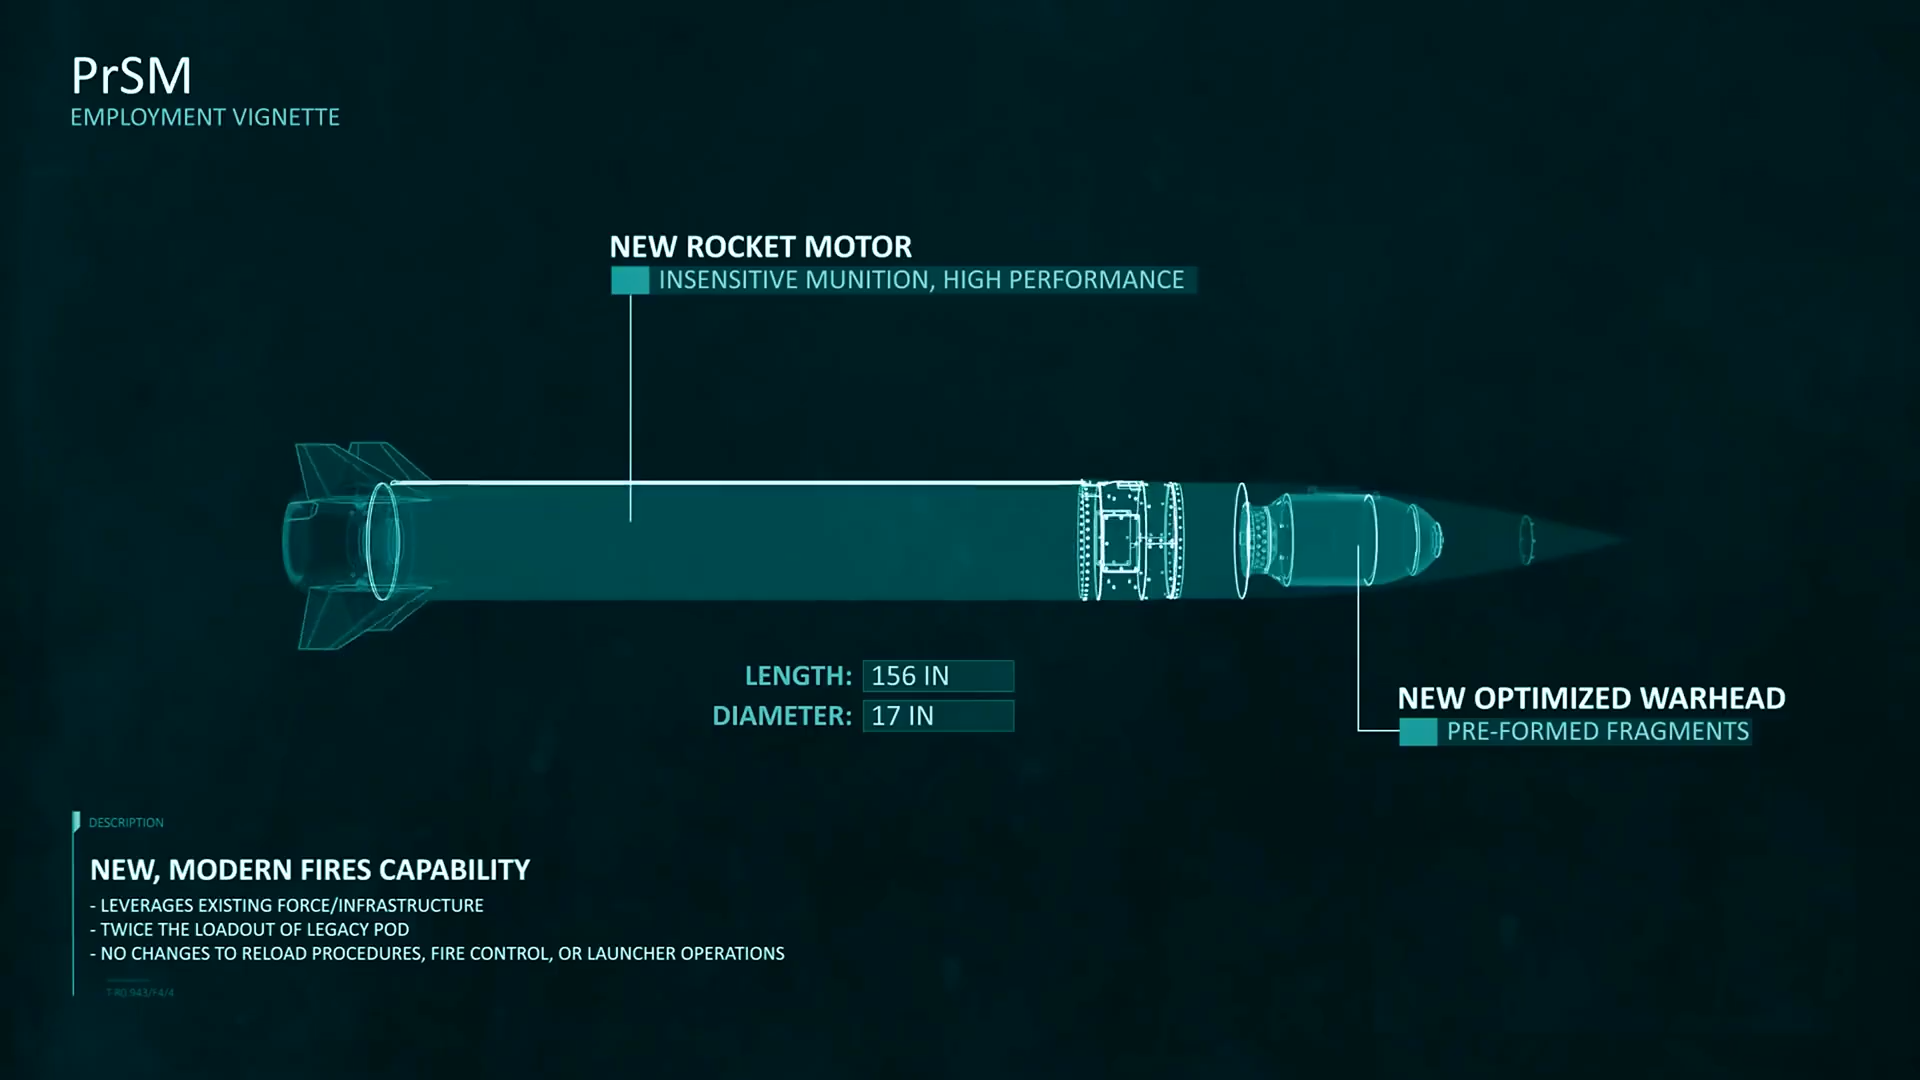 PrSM
EMPLOYMENT VIGNETTE
NEW ROCKET MOTOR
INSENSITIVE MUNITION, HIGH PERFORMANCE
LENGTH: 156 IN
DIAMETER: 17 IN
NEW OPTIMIZED WARHEAD
PRE-FORMED FRAGMENTS
DESCRIPTION
NEW, MODERN FIRES CAPABILITY
- LEVERAGES EXISTING FORCE/INFRASTRUCTURE
- TWICE THE LOADOUT OF LEGACY POD
- NO CHANGES TO RELOAD PROCEDURES, FIRE CONTROL, OR LAUNCHER OPERATIONS